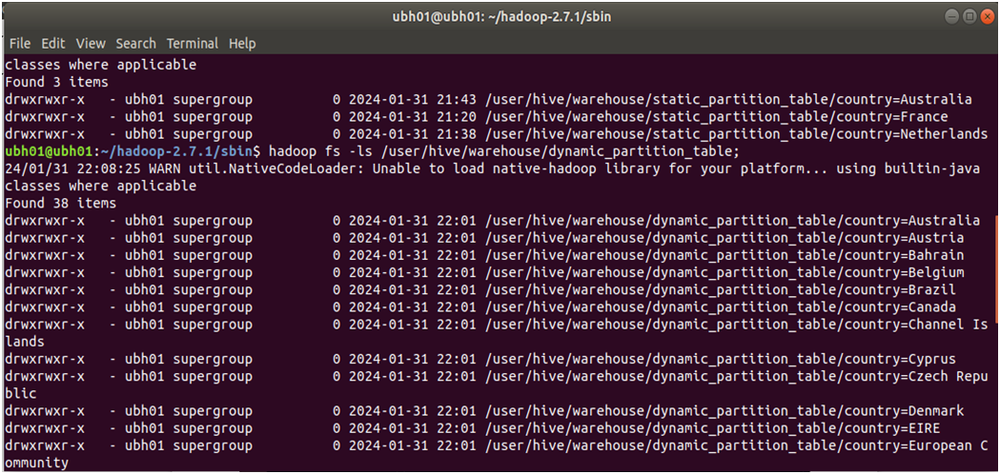 ubh01@ubh01: ~/hadoop-2.7.1/sbin
File Edit View Search Terminal Help
classes where applicable
Found 3 items
drwxrwxr-x   - ubh01 supergroup          0 2024-01-31 21:43 /user/hive/warehouse/static_partition_table/country=Australia
drwxrwxr-x   - ubh01 supergroup          0 2024-01-31 21:20 /user/hive/warehouse/static_partition_table/country=France
drwxrwxr-x   - ubh01 supergroup          0 2024-01-31 21:38 /user/hive/warehouse/static_partition_table/country=Netherlands
ubh01@ubh01:~/hadoop-2.7.1/sbin$ hadoop fs -ls /user/hive/warehouse/dynamic_partition_table;
24/01/31 22:08:25 WARN util.NativeCodeLoader: Unable to load native-hadoop library for your platform... using builtin-java
classes where applicable
Found 38 items
drwxrwxr-x   - ubh01 supergroup          0 2024-01-31 22:01 /user/hive/warehouse/dynamic_partition_table/country=Australia
drwxrwxr-x   - ubh01 supergroup          0 2024-01-31 22:01 /user/hive/warehouse/dynamic_partition_table/country=Austria
drwxrwxr-x   - ubh01 supergroup          0 2024-01-31 22:01 /user/hive/warehouse/dynamic_partition_table/country=Bahrain
drwxrwxr-x   - ubh01 supergroup          0 2024-01-31 22:01 /user/hive/warehouse/dynamic_partition_table/country=Belgium
drwxrwxr-x   - ubh01 supergroup          0 2024-01-31 22:01 /user/hive/warehouse/dynamic_partition_table/country=Brazil
drwxrwxr-x   - ubh01 supergroup          0 2024-01-31 22:01 /user/hive/warehouse/dynamic_partition_table/country=Canada
drwxrwxr-x   - ubh01 supergroup          0 2024-01-31 22:01 /user/hive/warehouse/dynamic_partition_table/country=Channel Is
lands
drwxrwxr-x   - ubh01 supergroup          0 2024-01-31 22:01 /user/hive/warehouse/dynamic_partition_table/country=Cyprus
drwxrwxr-x   - ubh01 supergroup          0 2024-01-31 22:01 /user/hive/warehouse/dynamic_partition_table/country=Czech Repu
blic
drwxrwxr-x   - ubh01 supergroup          0 2024-01-31 22:01 /user/hive/warehouse/dynamic_partition_table/country=Denmark
drwxrwxr-x   - ubh01 supergroup          0 2024-01-31 22:01 /user/hive/warehouse/dynamic_partition_table/country=EIRE
drwxrwxr-x   - ubh01 supergroup          0 2024-01-31 22:01 /user/hive/warehouse/dynamic_partition_table/country=European C
ommunity